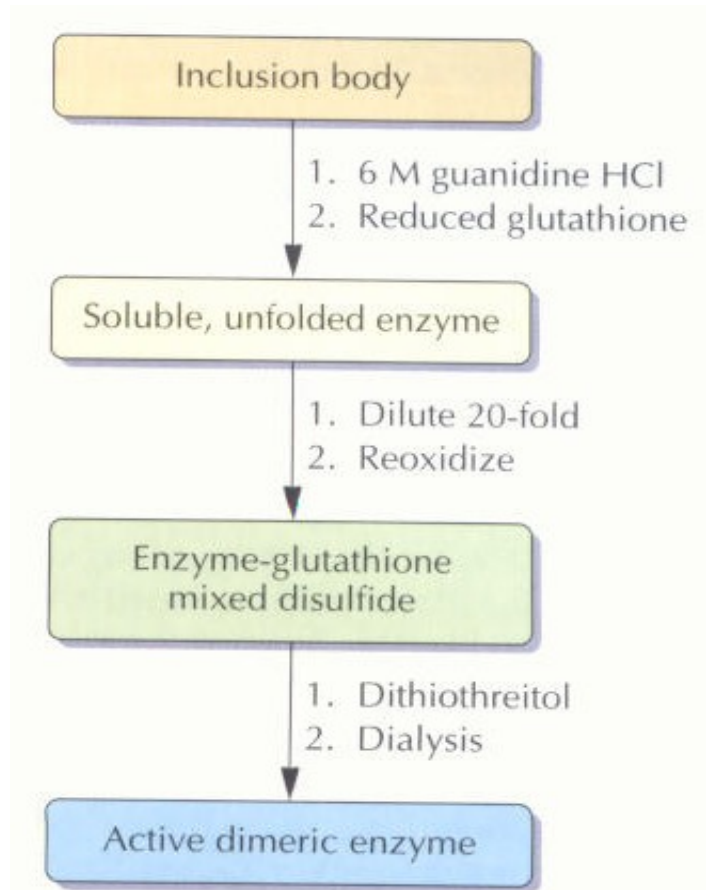 Inclusion body
1. 6 M guanidine HCl
2. Reduced glutathione
Soluble, unfolded enzyme
1. Dilute 20-fold
2. Reoxidize
Enzyme-glutathione
mixed disulfide
1. Dithiothreitol
2. Dialysis
Active dimeric enzyme